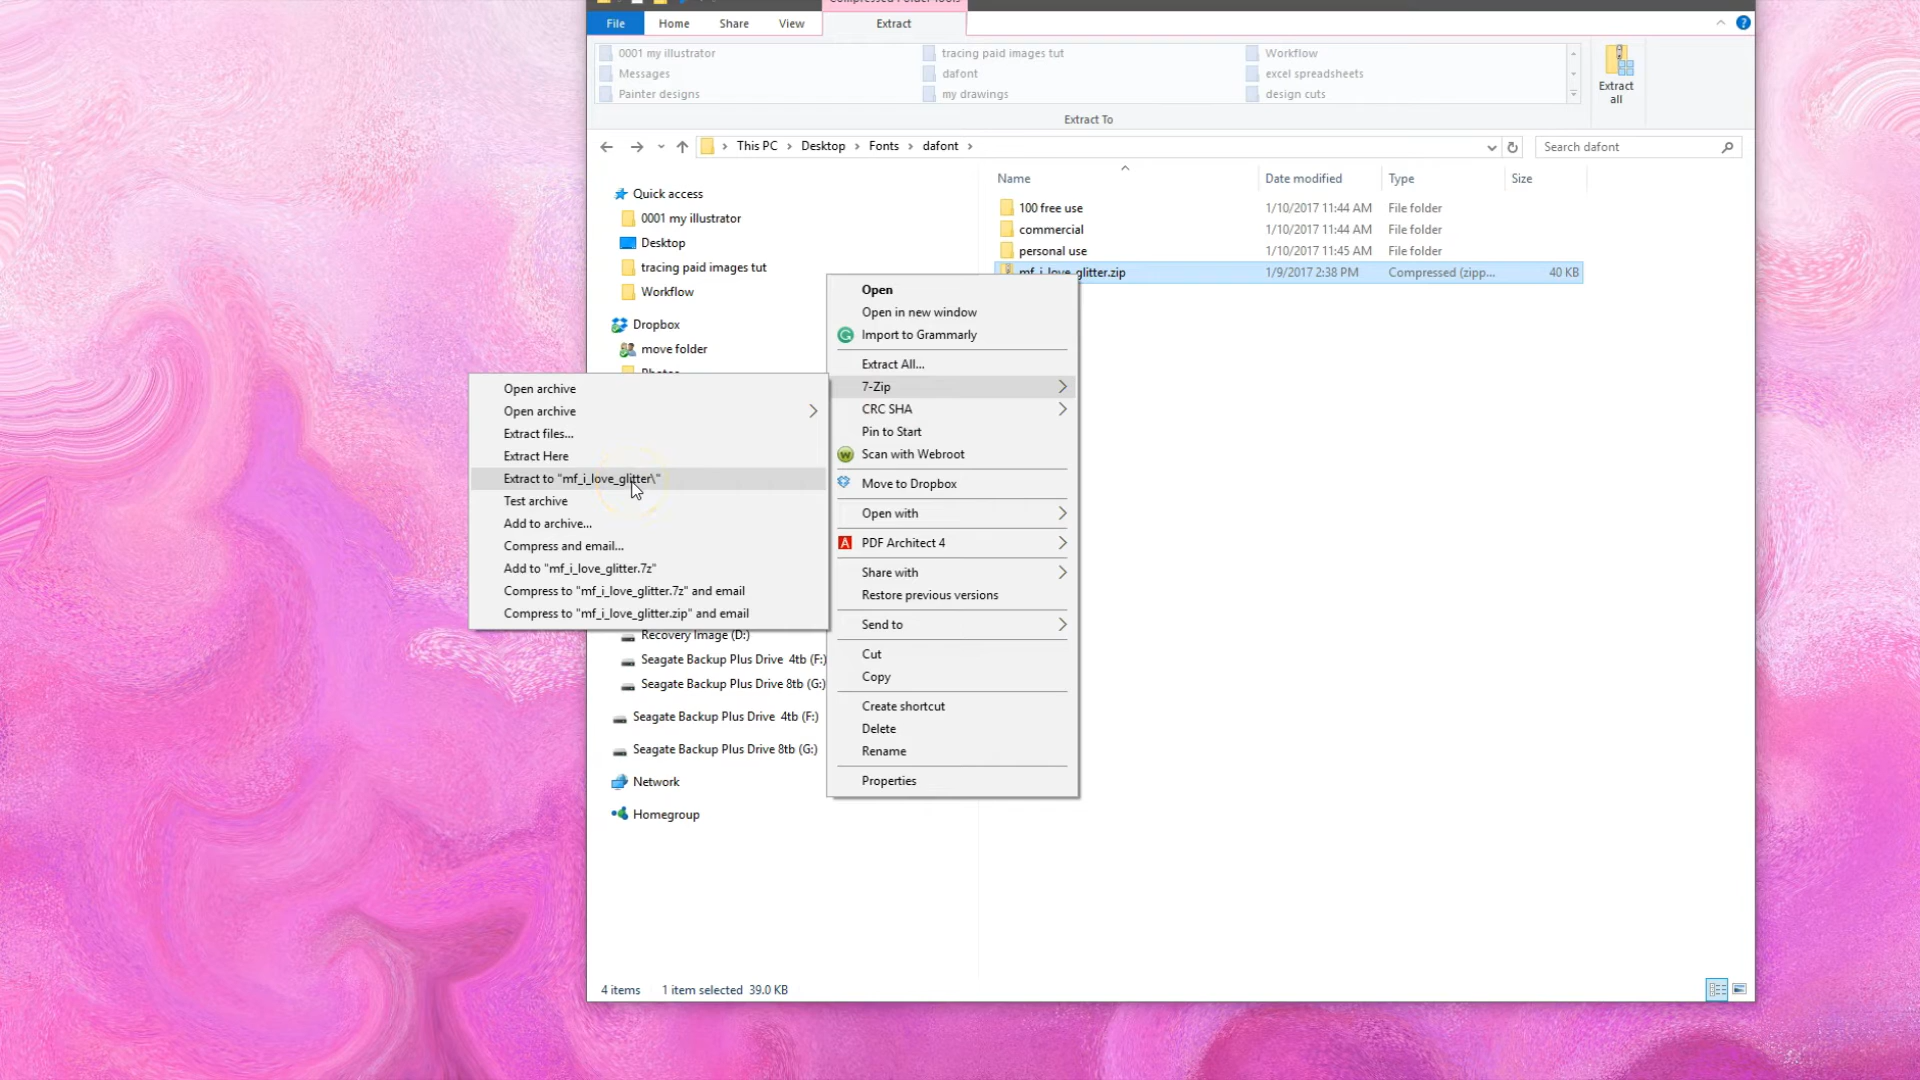 Compressed Folder Tools
File
Home
Share
View
Extract
0001 my illustrator
tracing paid images tut
Workflow
Messages
dafont
excel spreadsheets
Painter designs
my drawings
design cuts
Extract
all
Extract To
This PC
Desktop
Fonts
dafont
Search dafont
Name
Date modified
Type
Size
Quick access
0001 my illustrator
Desktop
tracing paid images tut
Workflow
Dropbox
move folder
Photos
100 free use
1/10/2017 11:44 AM
File folder
commercial
1/10/2017 11:44 AM
File folder
personal use
1/10/2017 11:45 AM
File folder
mf_i_love_glitter.zip
1/9/2017 2:38 PM
Compressed (zipp...
40 KB
Open
Open in new window
Import to Grammarly
Extract All...
7-Zip
CRC SHA
Pin to Start
Scan with Webroot
Move to Dropbox
Open with
PDF Architect 4
Share with
Restore previous versions
Send to
Cut
Copy
Create shortcut
Delete
Rename
Properties
Open archive
Open archive
Extract files...
Extract Here
Extract to "mf_i_love_glitter\"
Test archive
Add to archive...
Compress and email...
Add to "mf_i_love_glitter.7z"
Compress to "mf_i_love_glitter.7z" and email
Compress to "mf_i_love_glitter.zip" and email
Recovery Image (D:)
Seagate Backup Plus Drive 4tb (F:)
Seagate Backup Plus Drive 8tb (G:)
Seagate Backup Plus Drive 4tb (F:)
Seagate Backup Plus Drive 8tb (G:)
Network
Homegroup
4 items
1 item selected 39.0 KB